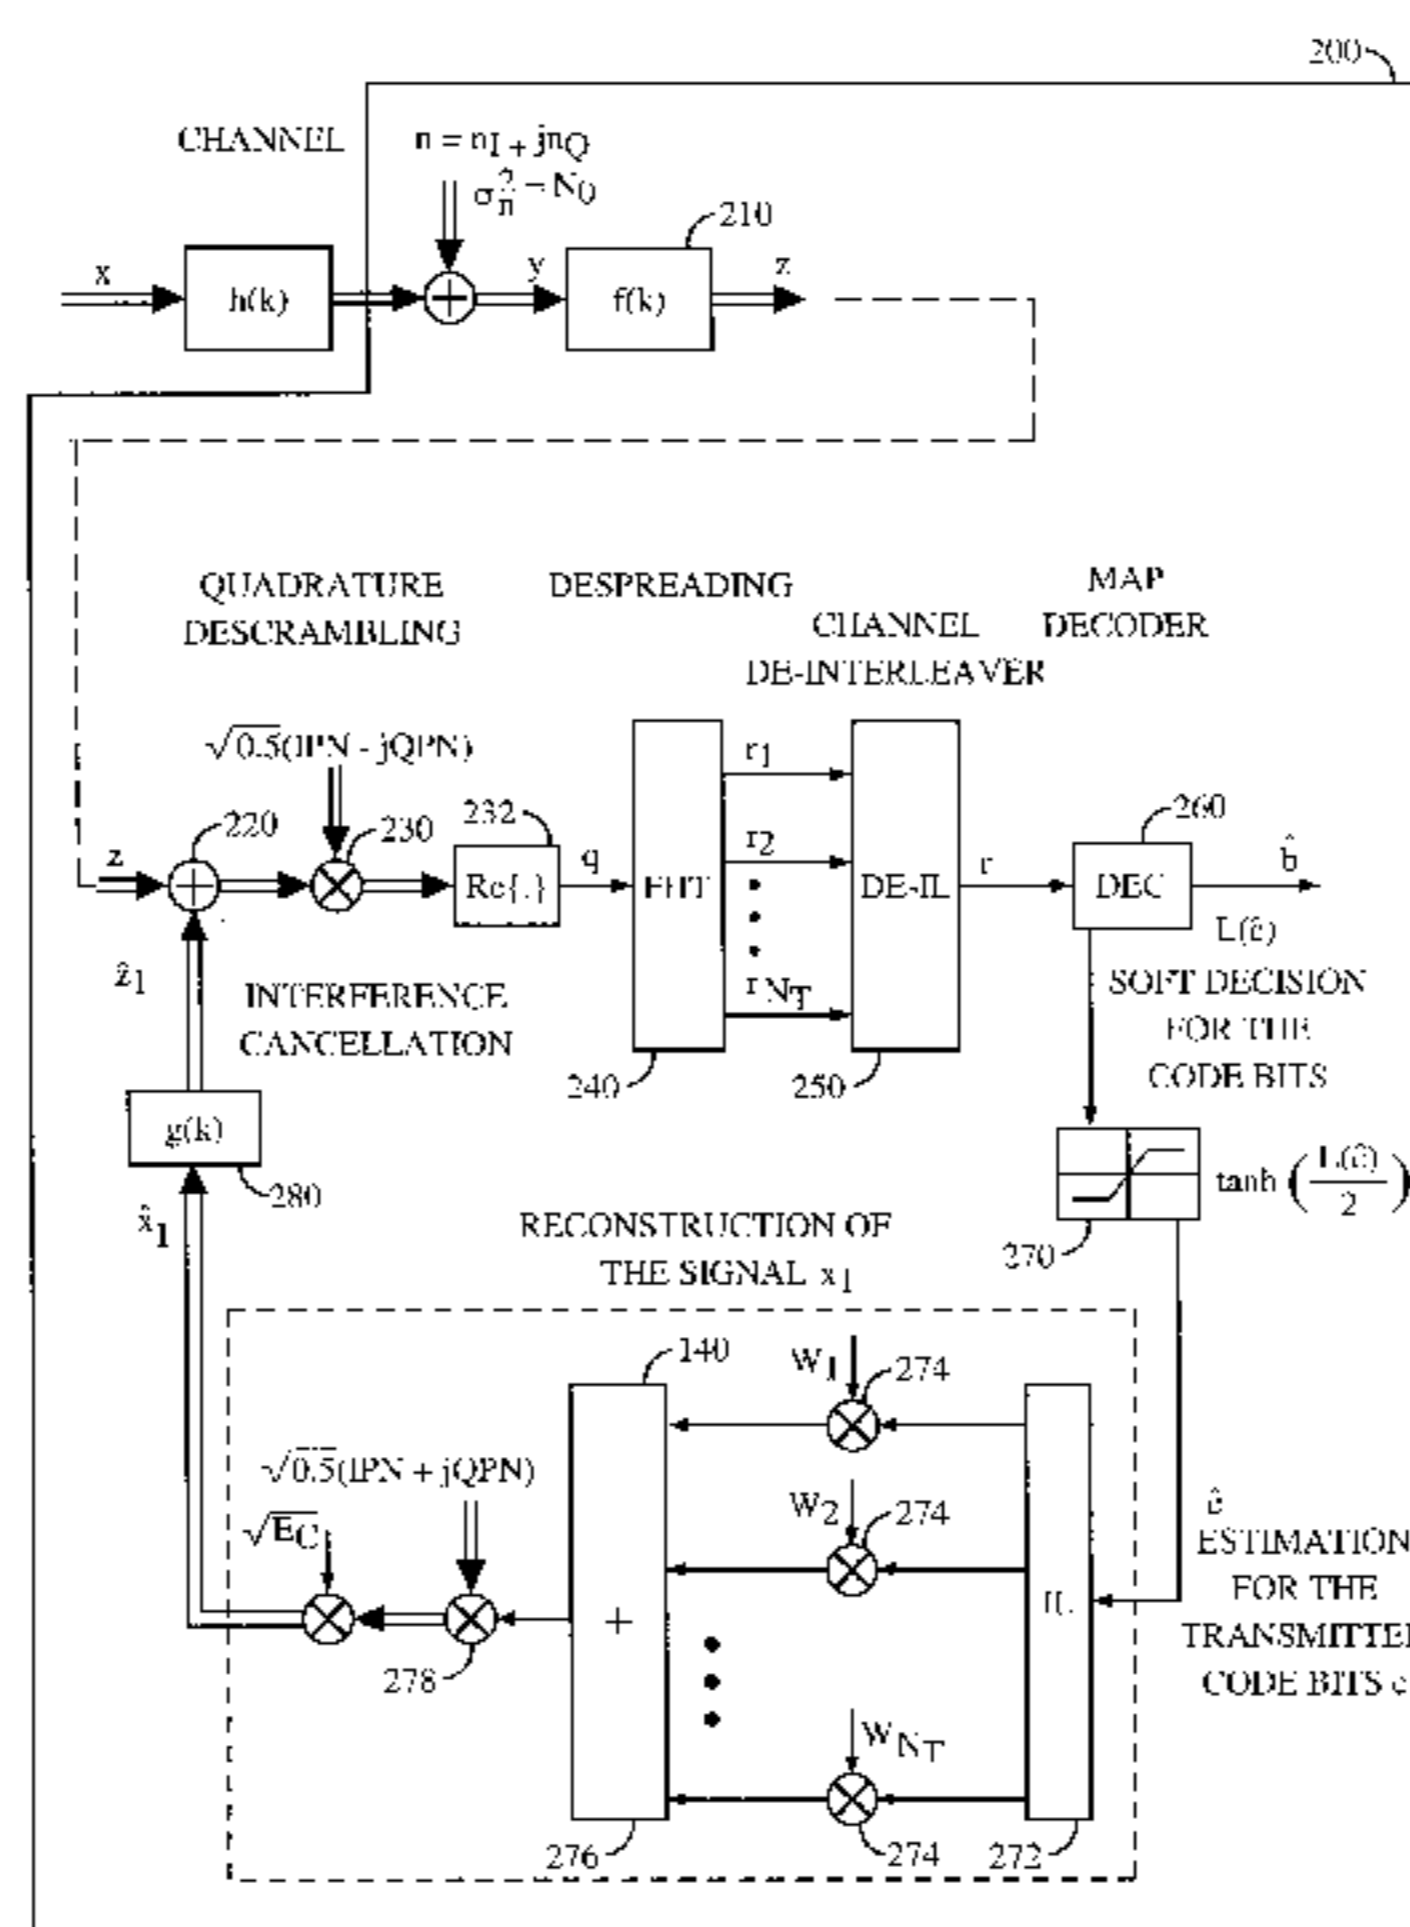 200
CHANNEL
n = nI + jnQ
σn² = N0
210
x
h(k)
y
f(k)
z
QUADRATURE
DESCRAMBLING
DESPREADING
CHANNEL
DE-INTERLEAVER
MAP
DECODER
√0.5(IPN - jQPN)
220
230
232
260
z
Re{.}
q
FHT
r1
r2
rNT
DE-IL
r
DEC
b̂
L(ĉ)
ẑ1
INTERFERENCE
CANCELLATION
240
250
SOFT DECISION
FOR THE
CODE BITS
g(k)
280
x̂1
tanh (L(ĉ)/2)
270
RECONSTRUCTION OF
THE SIGNAL x1
140
W1
274
√0.5(IPN + jQPN)
√EC
W2
274
278
+
IL
ĉ
ESTIMATION
FOR THE
TRANSMITTE
CODE BITS c
WNT
276
274
272